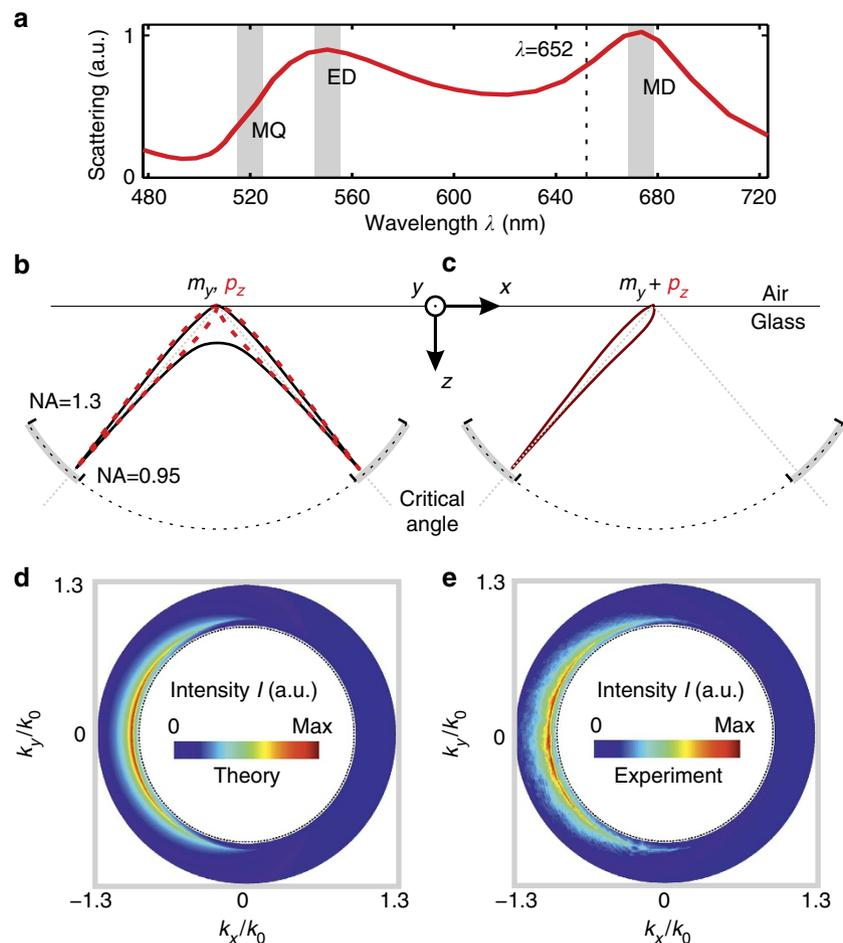 a
Scattering (a.u.)
1
0
λ=652
MQ
ED
MD
480 520 560 600 640 680 720
Wavelength λ (nm)
b
m_y, p_z
NA=1.3
NA=0.95
y
x
z
c
m_y + p_z
Air
Glass
Critical
angle
d
1.3
k_y/k_0
0
−1.3
0
1.3
k_x/k_0
Intensity I (a.u.)
0 Max
Theory
e
1.3
k_y/k_0
0
−1.3
0
1.3
k_x/k_0
Intensity I (a.u.)
0 Max
Experiment